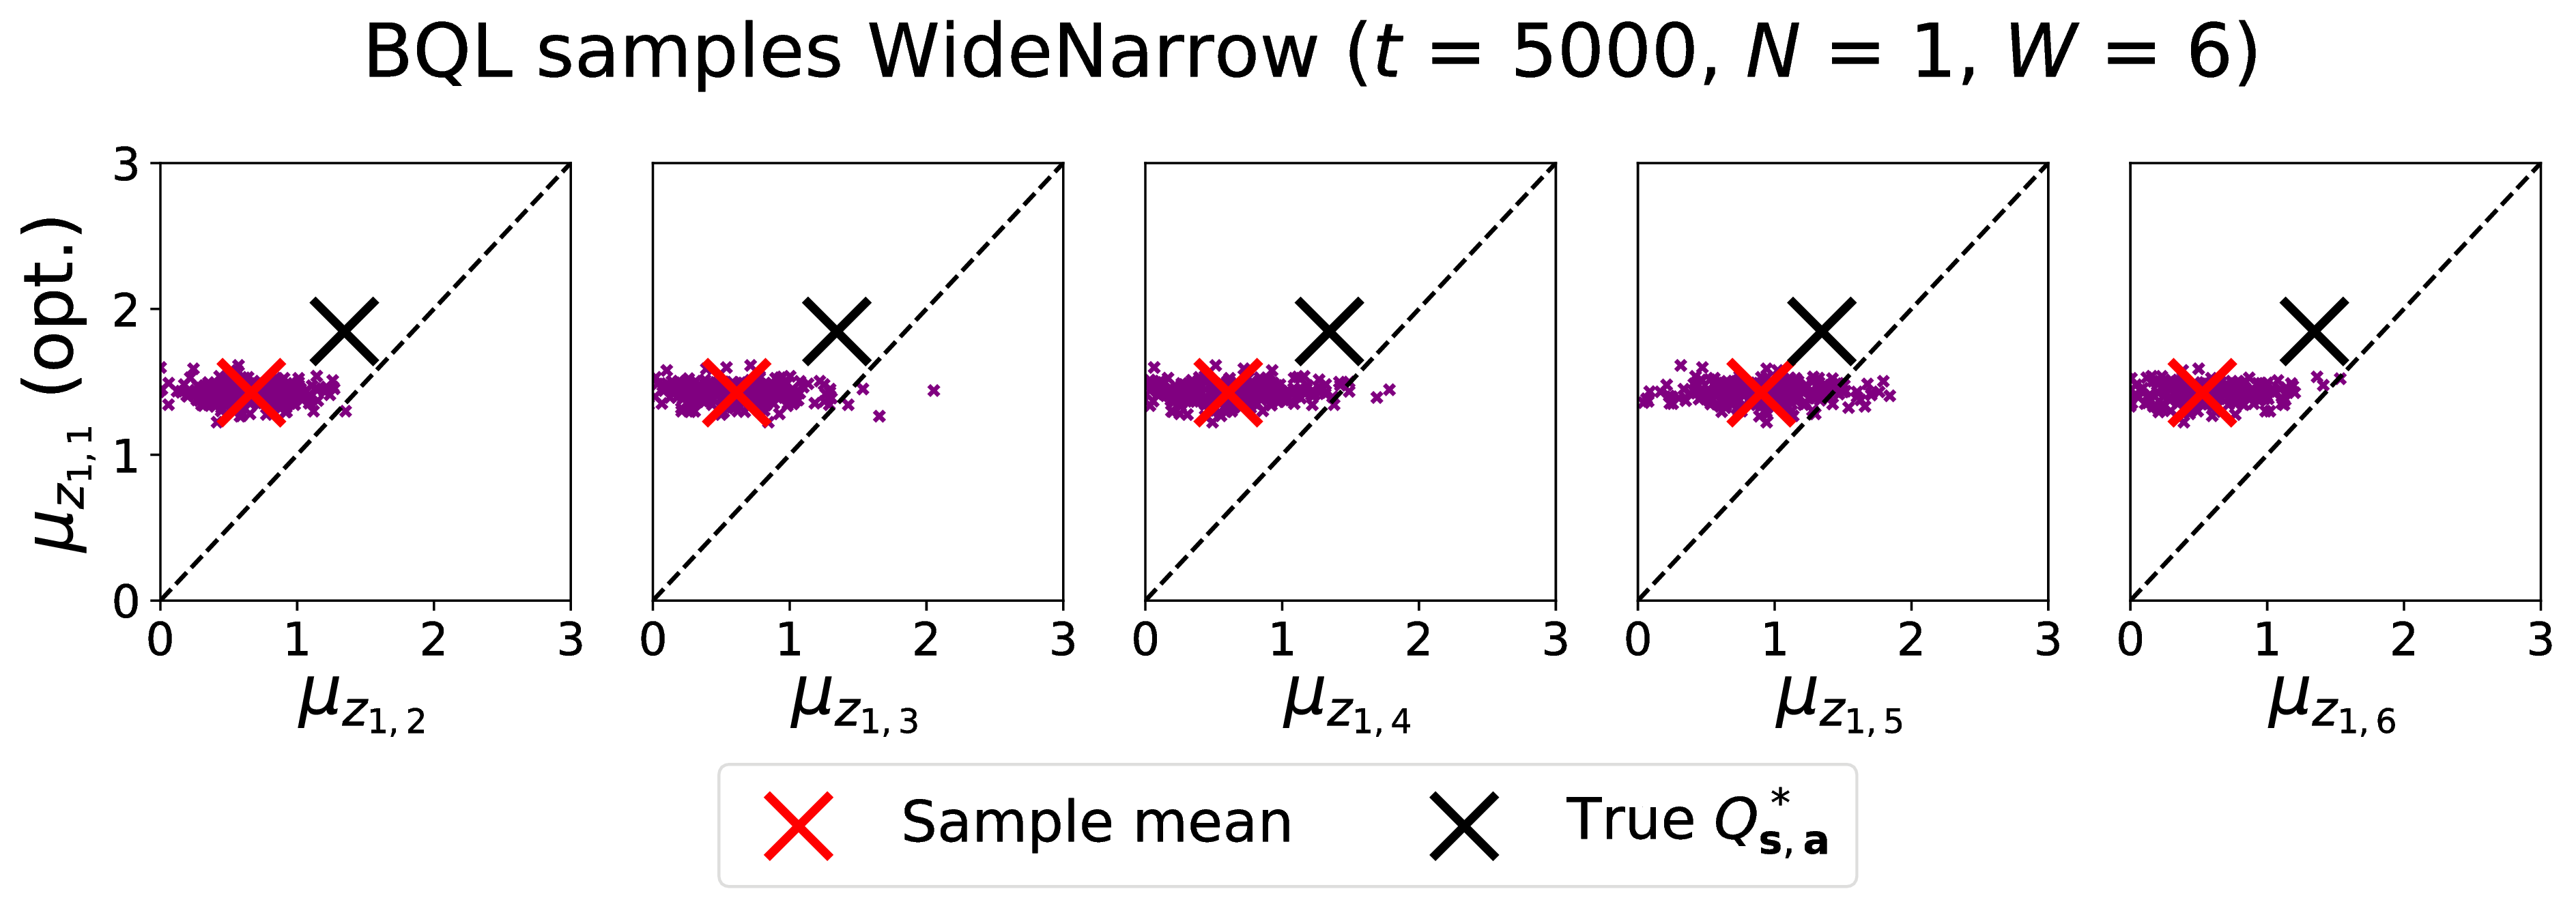 BQL samples WideNarrow (t = 5000, N = 1, W = 6)
μz1,1 (opt.)
3
2
1
0
0 1 2 3
0 1 2 3
0 1 2 3
0 1 2 3
0 1 2 3
μz1,2
μz1,3
μz1,4
μz1,5
μz1,6
Sample mean
True Q*s,a